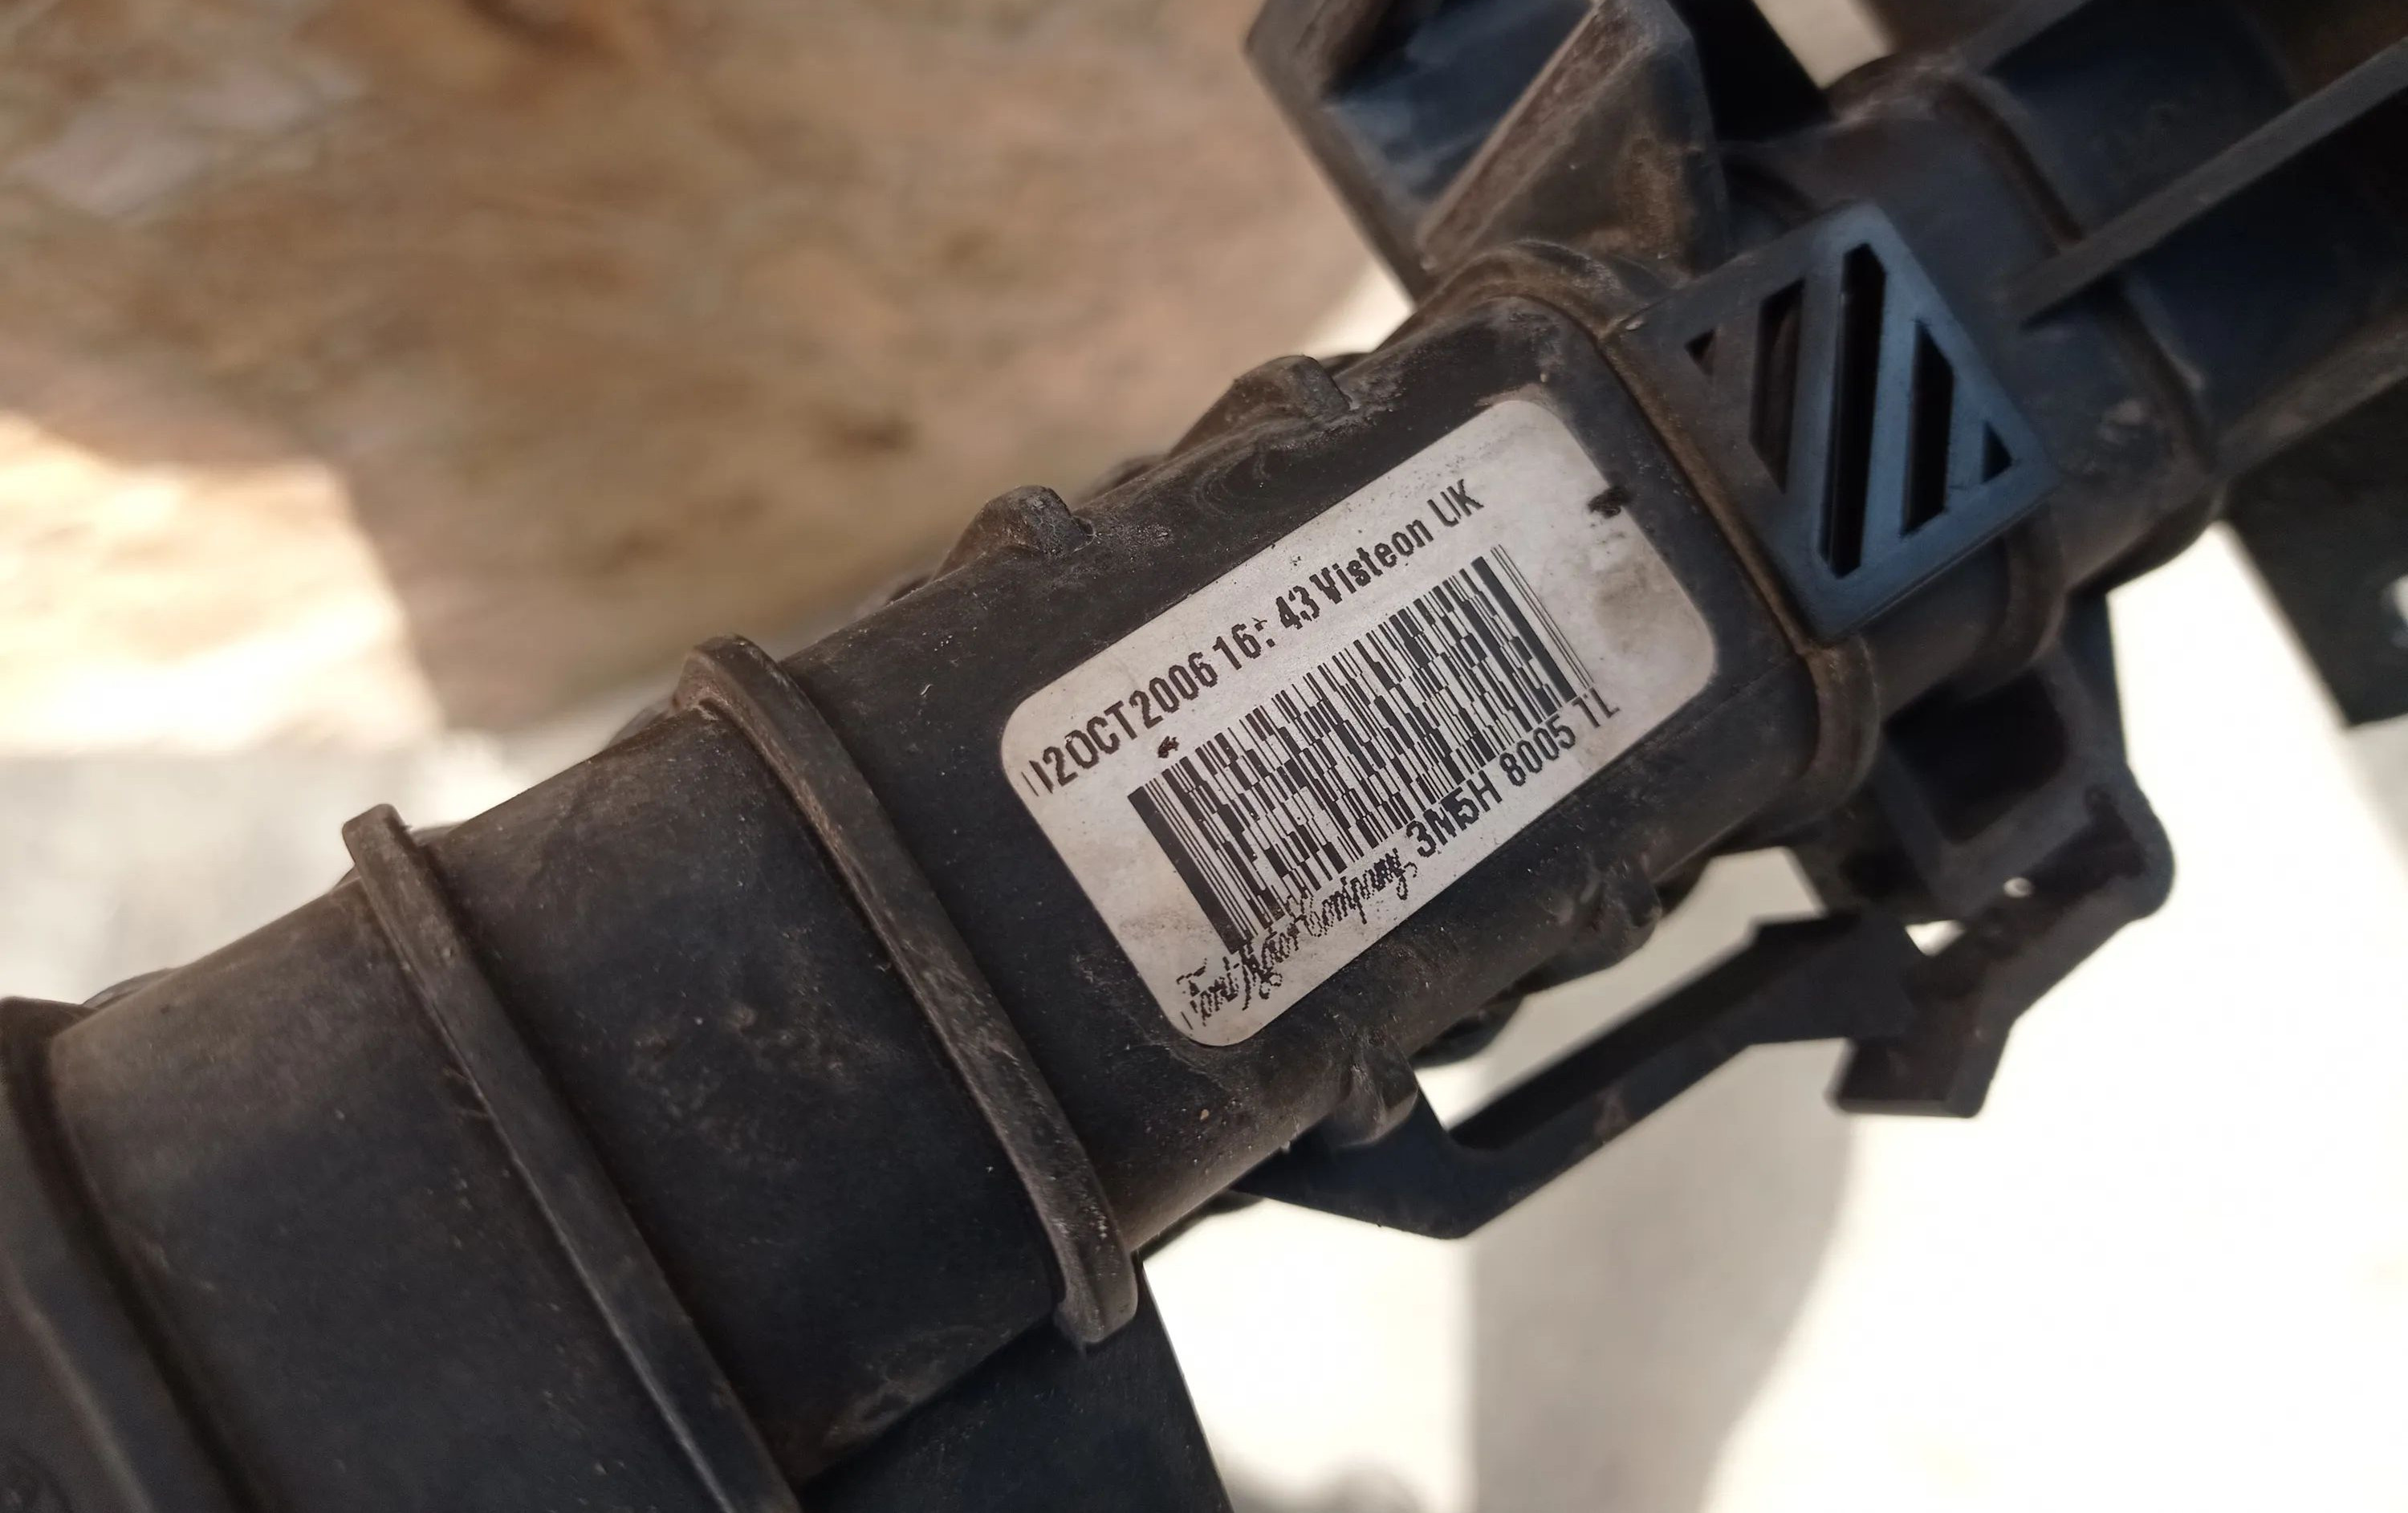 12OCT2006 16: 43 Visteon UK
Ford Motor Company, 3M5H 8005 TL